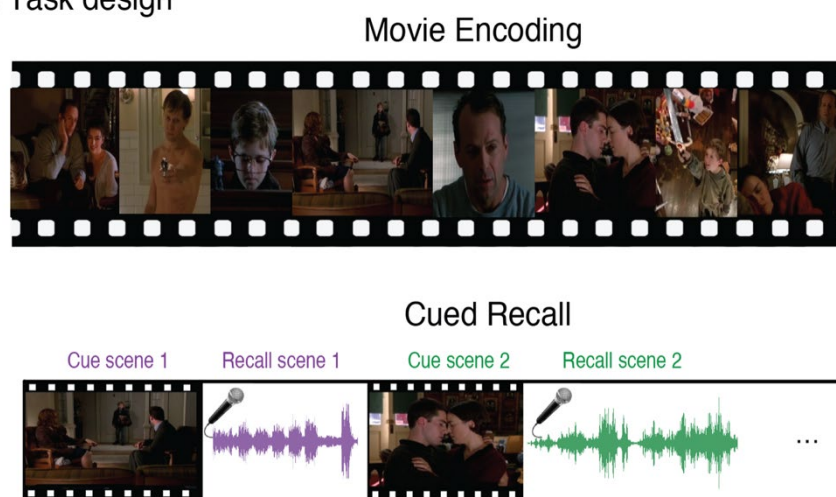 Task design
Movie Encoding
Cued Recall
Cue scene 1
Recall scene 1
Cue scene 2
Recall scene 2
...